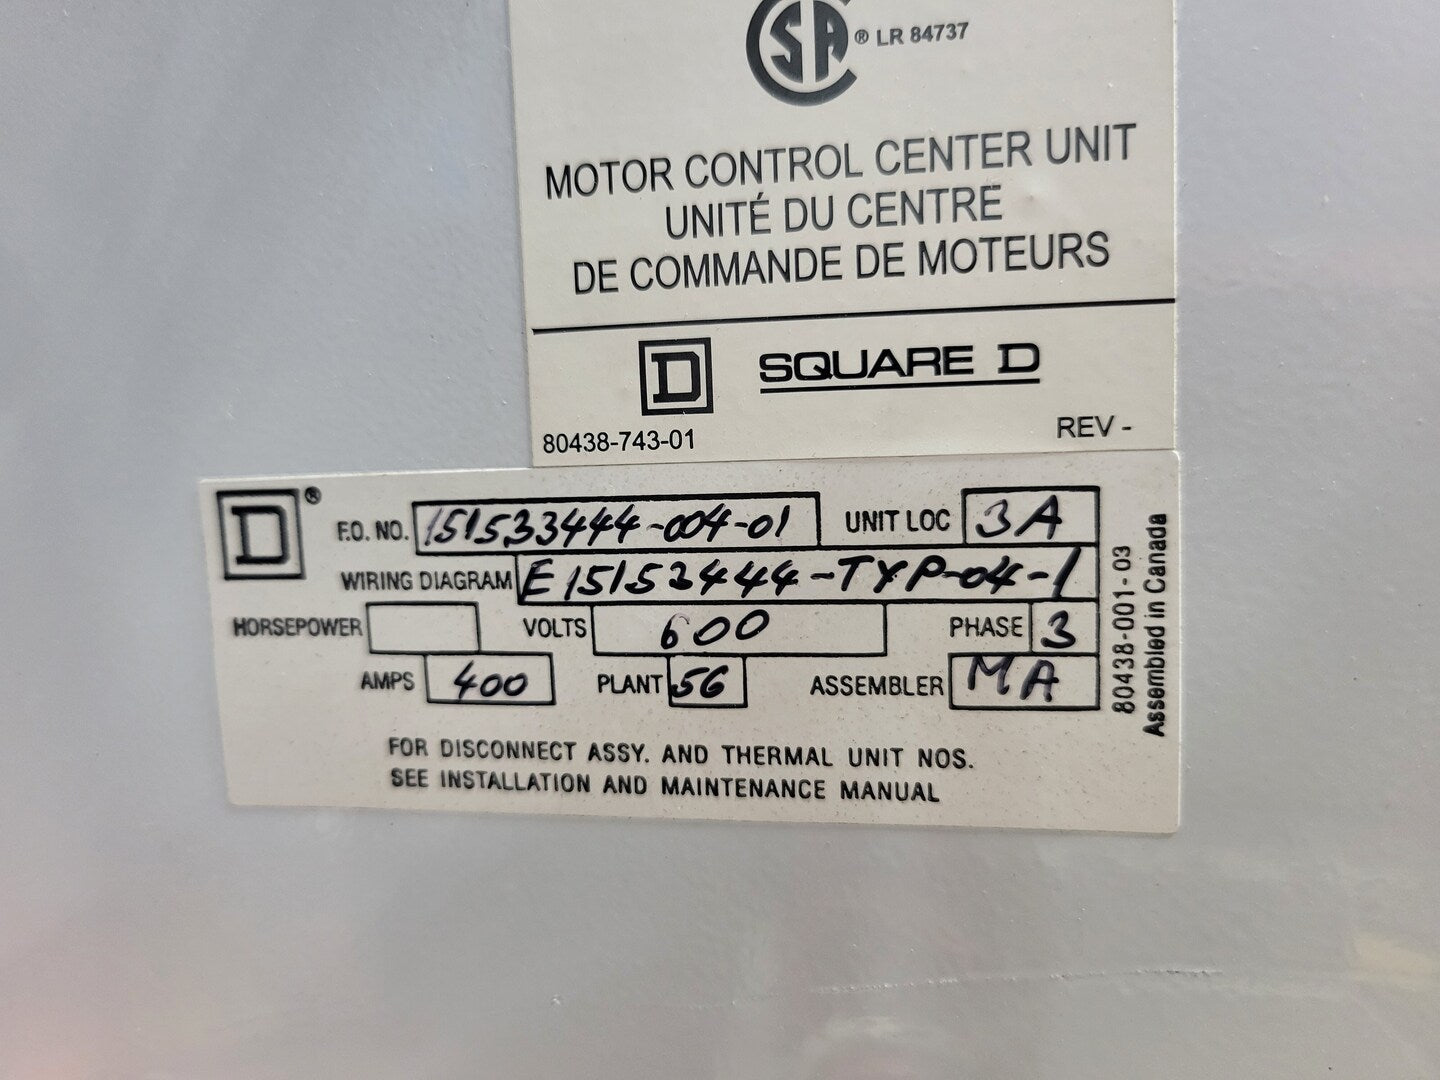 SA ® LR 84737
MOTOR CONTROL CENTER UNIT
UNITÉ DU CENTRE
DE COMMANDE DE MOTEURS
D SQUARE D
80438-743-01 REV -
D ® F.O. NO. 151533444-004-01 UNIT LOC 3A
WIRING DIAGRAM E15153444-TYP-04-1
HORSEPOWER VOLTS 600 PHASE 3
AMPS 400 PLANT 56 ASSEMBLER MA
FOR DISCONNECT ASSY. AND THERMAL UNIT NOS.
SEE INSTALLATION AND MAINTENANCE MANUAL
80438-001-03
Assembled in Canada